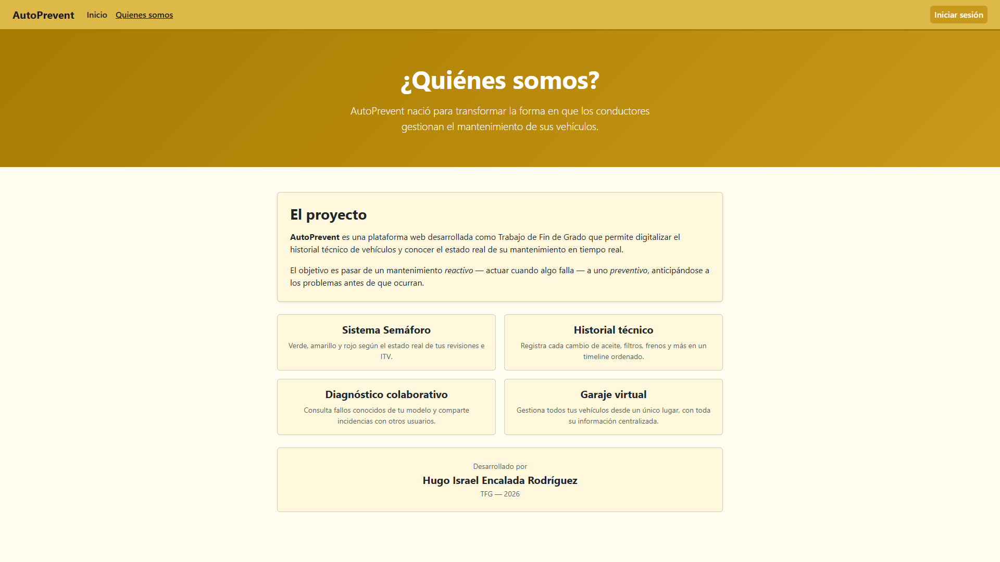 AutoPrevent
Inicio
Quienes somos
Iniciar sesión
¿Quiénes somos?
AutoPrevent nació para transformar la forma en que los conductores
gestionan el mantenimiento de sus vehículos.
El proyecto
AutoPrevent es una plataforma web desarrollada como Trabajo de Fin de Grado que permite digitalizar el
historial técnico de vehículos y conocer el estado real de su mantenimiento en tiempo real.
El objetivo es pasar de un mantenimiento reactivo — actuar cuando algo falla — a uno preventivo, anticipándose a
los problemas antes de que ocurran.
Sistema Semáforo
Verde, amarillo y rojo según el estado real de tus revisiones e
ITV.
Historial técnico
Registra cada cambio de aceite, filtros, frenos y más en un
timeline ordenado.
Diagnóstico colaborativo
Consulta fallos conocidos de tu modelo y comparte
incidencias con otros usuarios.
Garaje virtual
Gestiona todos tus vehículos desde un único lugar, con toda
su información centralizada.
Desarrollado por
Hugo Israel Encalada Rodríguez
TFG — 2026